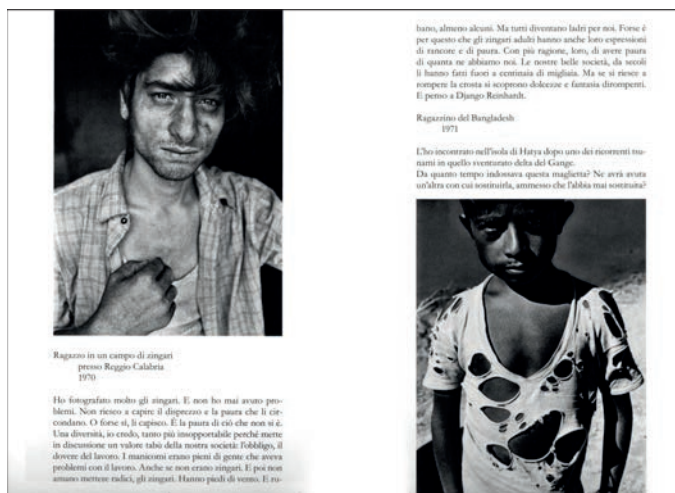 Ragazzo in un campo di zingari
presso Reggio Calabria
1970
Ho fotografato molto gli zingari. E non ho mai avuto pro-
blemi. Non riesco a capire il disprezzo e la paura che li cir-
condano. O forse sì, li capisco. È la paura di ciò che non si è.
Una diversità, io credo, tanto più insopportabile perché mette
in discussione un valore tabù della nostra società: l'obbligo, il
dovere del lavoro. I manicomi erano pieni di gente che aveva
problemi con il lavoro. Anche se non erano zingari. E poi non
amano mettere radici, gli zingari. Hanno piedi di vento. E ru-
bano, almeno alcuni. Ma tutti diventano ladri per noi. Forse è
per questo che gli zingari adulti hanno anche loro espressioni
di rancore e di paura. Con più ragione, loro, di avere paura
di quanta ne abbiamo noi. Le nostre belle società, da secoli
li hanno fatti fuori a centinaia di migliaia. Ma se si riesce a
rompere la crosta si scoprono dolcezze e fantasia dirompenti.
E penso a Django Reinhardt.
Ragazzino del Bangladesh
1971
L'ho incontrato nell'isola di Hatya dopo uno dei ricorrenti tsu-
nami in quello sventurato delta del Gange.
Da quanto tempo indossava questa maglietta? Ne avrà avuta
un'altra con cui sostituirla, ammesso che l'abbia mai sostituita?